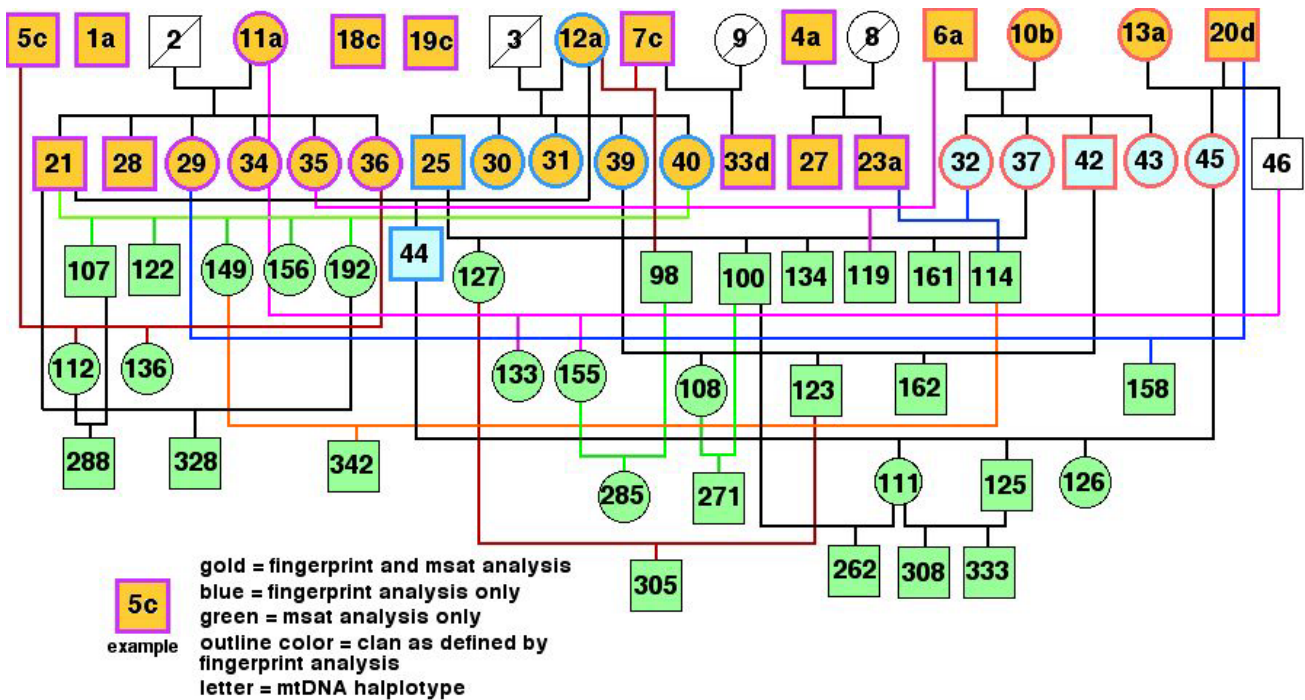 5c 1a 2 11a 18c 19c 3 12a 7c 9 4a 8 6a 10b 13a 20d
21 28 29 34 35 36 25 30 31 39 40 33d 27 23a 32 37 42 43 45 46
107 122 149 156 192 44 127 98 100 134 119 161 114
112 136 133 155 108 123 162 158
288 328 342 285 271 111 125 126
305 262 308 333
gold = fingerprint and msat analysis
blue = fingerprint analysis only
5c
green = msat analysis only
example
outline color = clan as defined by
fingerprint analysis
letter = mtDNA halplotype